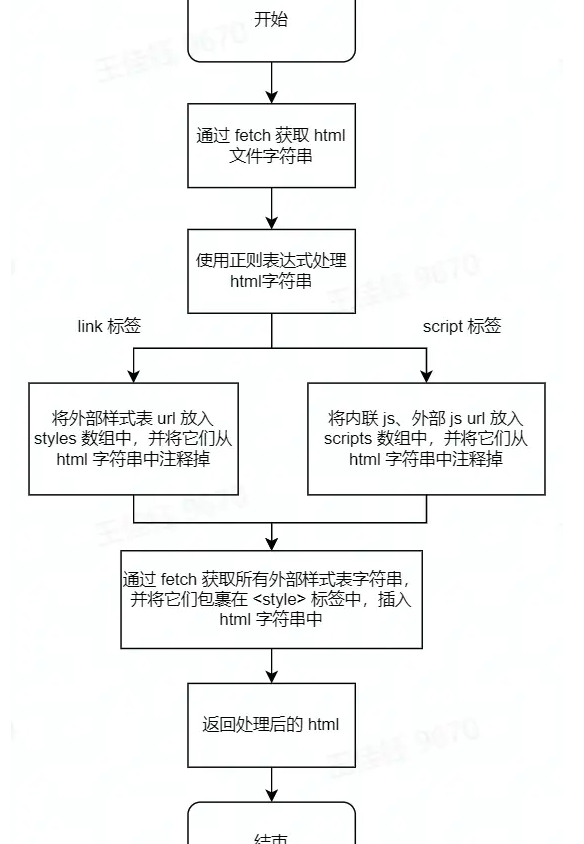 开始
通过 fetch 获取 html
文件字符串
使用正则表达式处理
html字符串
link 标签
script 标签
将外部样式表 url 放入
styles 数组中，并将它们从
html 字符串中注释掉
将内联 js、外部 js url 放入
scripts 数组中，并将它们从
html 字符串中注释掉
通过 fetch 获取所有外部样式表字符串，
并将它们包裹在 <style> 标签中，插入
html 字符串中
返回处理后的 html
结束